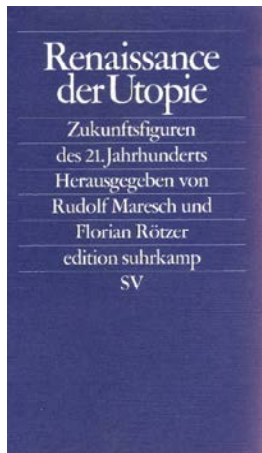 Renaissance
der Utopie
Zukunftsfiguren
des 21. Jahrhunderts
Herausgegeben von
Rudolf Maresch und
Florian Rötzer
edition suhrkamp
SV